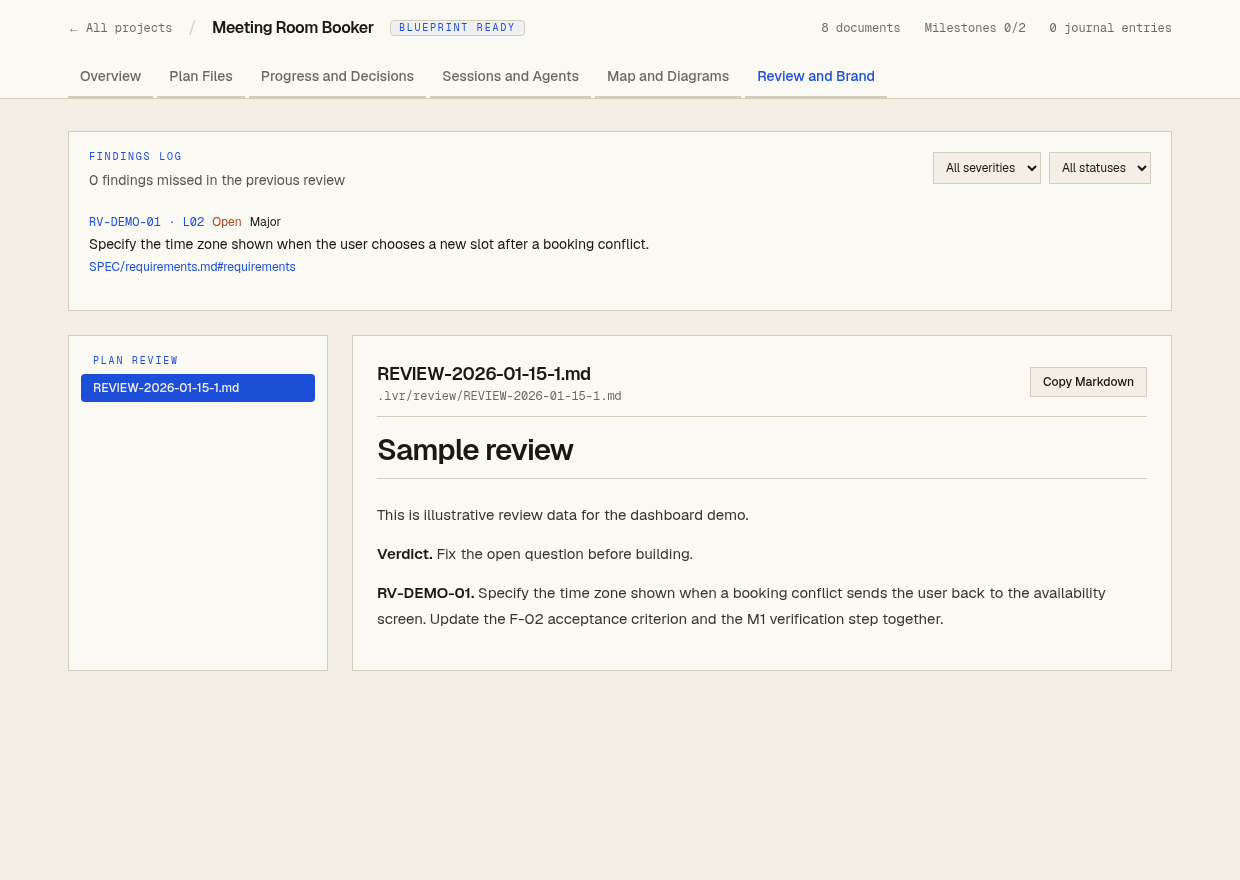 ← All projects / Meeting Room Booker BLUEPRINT READY 8 documents Milestones 0/2 0 journal entries
Overview Plan Files Progress and Decisions Sessions and Agents Map and Diagrams Review and Brand
FINDINGS LOG
0 findings missed in the previous review
All severities All statuses
RV-DEMO-01 · L02 Open Major
Specify the time zone shown when the user chooses a new slot after a booking conflict.
SPEC/requirements.md#requirements
PLAN REVIEW
REVIEW-2026-01-15-1.md
REVIEW-2026-01-15-1.md
.lvr/review/REVIEW-2026-01-15-1.md
Copy Markdown
Sample review
This is illustrative review data for the dashboard demo.
Verdict. Fix the open question before building.
RV-DEMO-01. Specify the time zone shown when a booking conflict sends the user back to the availability
screen. Update the F-02 acceptance criterion and the M1 verification step together.